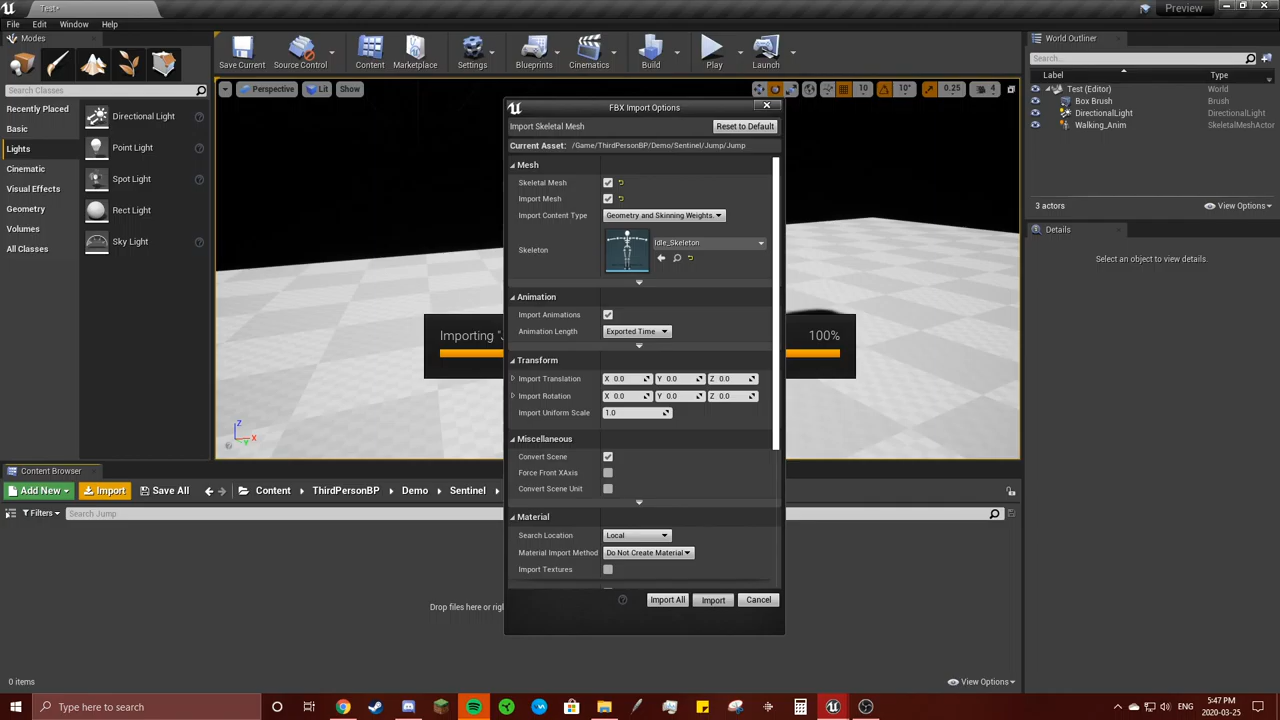 Test*
Preview
File Edit Window Help
Modes
Search Classes
Recently Placed
Basic
Lights
Cinematic
Visual Effects
Geometry
Volumes
All Classes
Directional Light
Point Light
Spot Light
Rect Light
Sky Light
Save Current
Source Control
Content
Marketplace
Settings
Blueprints
Cinematics
Build
Play
Launch
Perspective
Lit
Show
10
10°
0.25
4
World Outliner
Search...
Label Type
Test (Editor) World
Box Brush Brush
DirectionalLight DirectionalLight
Walking_Anim SkeletalMeshActor
3 actors View Options
Details
Select an object to view details.
FBX Import Options
Import Skeletal Mesh Reset to Default
Current Asset: /Game/ThirdPersonBP/Demo/Sentinel/Jump/Jump
Mesh
Skeletal Mesh
Import Mesh
Import Content Type Geometry and Skinning Weights.
Skeleton Idle_Skeleton
Animation
Import Animations
Animation Length Exported Time
Transform
Import Translation X 0.0 Y 0.0 Z 0.0
Import Rotation X 0.0 Y 0.0 Z 0.0
Import Uniform Scale 1.0
Miscellaneous
Convert Scene
Force Front XAxis
Convert Scene Unit
Material
Search Location Local
Material Import Method Do Not Create Material
Import Textures
Import All Import Cancel
Importing "
100%
Z
X
Y
Content Browser
Add New Import Save All Content ThirdPersonBP Demo Sentinel
Filters Search Jump
Drop files here or righ
0 items View Options
Type here to search
ENG
5:47 PM
2020-03-25